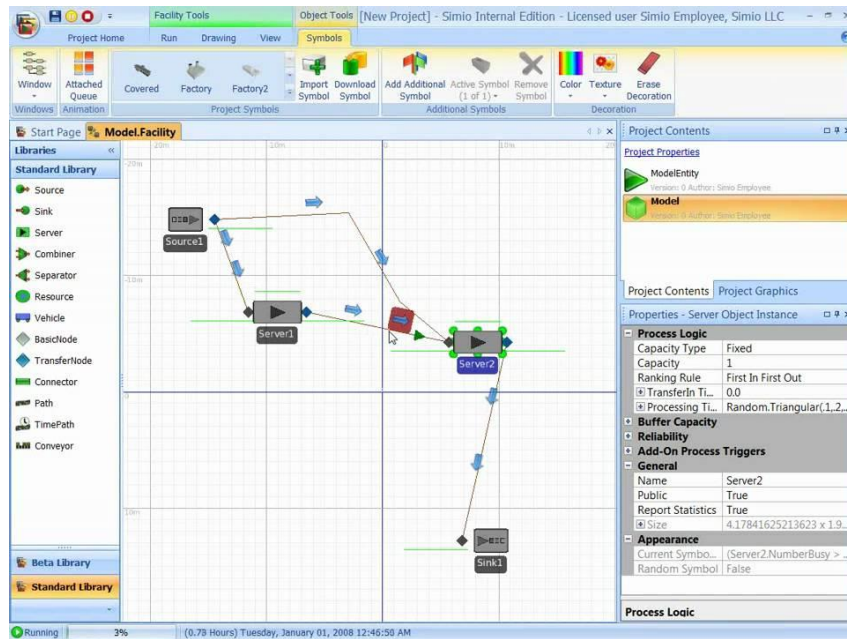 Facility Tools
Object Tools
[New Project] - Simio Internal Edition - Licensed user Simio Employee, Simio LLC
Project Home
Run
Drawing
View
Symbols
Window
Attached Queue
Covered
Factory
Factory2
Import Symbol
Download Symbol
Add Additional Symbol
Active Symbol (1 of 1)
Remove Symbol
Color
Texture
Erase Decoration
Windows
Animation
Project Symbols
Additional Symbols
Decoration
Start Page
Model.Facility
Libraries
Standard Library
Source
Sink
Server
Combiner
Separator
Resource
Vehicle
BasicNode
TransferNode
Connector
Path
TimePath
Conveyor
Beta Library
Standard Library
Source1
Server1
Server2
Sink1
Project Contents
Project Properties
ModelEntity
Version: 0 Author: Simio Employee
Model
Version: 0 Author: Simio Employee
Project Contents
Project Graphics
Properties - Server Object Instance
Process Logic
Capacity Type Fixed
Capacity 1
Ranking Rule First In First Out
TransferIn Ti... 0.0
Processing Ti... Random.Triangular(.1,.2,..
Buffer Capacity
Reliability
Add-On Process Triggers
General
Name Server2
Public True
Report Statistics True
Size 4.17841625213623 x 1.9...
Appearance
Current Symbo... (Server2.NumberBusy > ...
Random Symbol False
Process Logic
Running 3% (0.78 Hours) Tuesday, January 01, 2008 12:46:50 AM